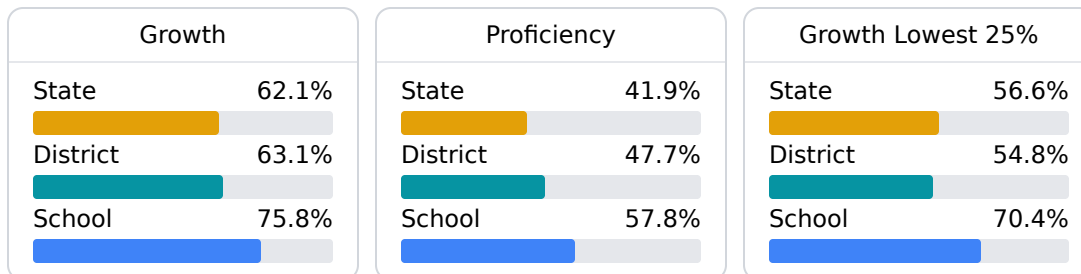 Growth
State 62.1%
District 63.1%
School 75.8%
Proficiency
State 41.9%
District 47.7%
School 57.8%
Growth Lowest 25%
State 56.6%
District 54.8%
School 70.4%